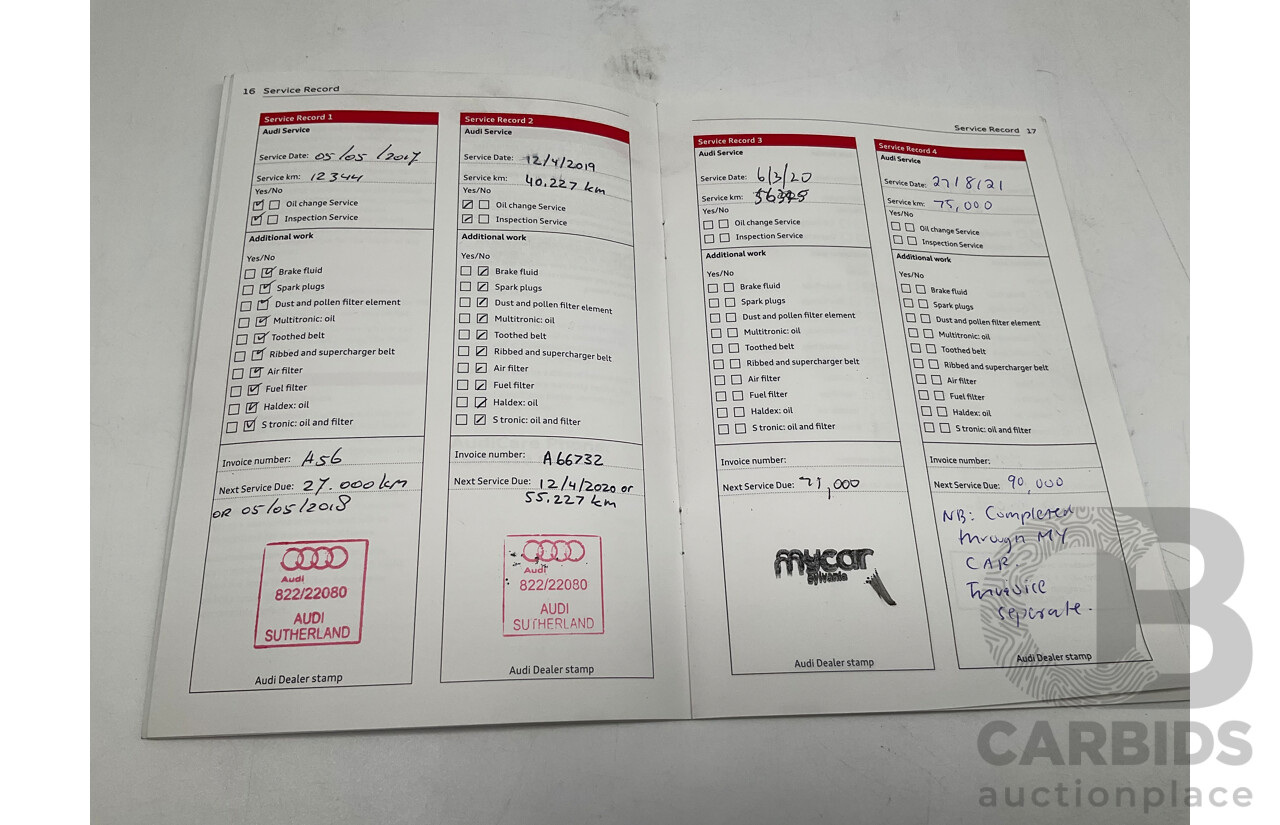 16 Service Record
Service Record 1
Audi Service
Service Date: 05/05/2017
Service km: 12344
Yes/No
Oil change Service
Inspection Service
Additional work
Yes/No
Brake fluid
Spark plugs
Dust and pollen filter element
Multitronic: oil
Toothed belt
Ribbed and supercharger belt
Air filter
Fuel filter
Haldex: oil
S tronic: oil and filter
Invoice number: A56
Next Service Due: 27.000km
OR 05/05/2018
Audi
822/22080
AUDI
SUTHERLAND
Audi Dealer stamp
Service Record 2
Audi Service
Service Date: 12/4/2019
Service km: 40.227 km
Yes/No
Oil change Service
Inspection Service
Additional work
Yes/No
Brake fluid
Spark plugs
Dust and pollen filter element
Multitronic: oil
Toothed belt
Ribbed and supercharger belt
Air filter
Fuel filter
Haldex: oil
S tronic: oil and filter
Invoice number: A66732
Next Service Due: 12/4/2020 or
55.227 km
Audi
822/22080
AUDI
SUTHERLAND
Audi Dealer stamp
Service Record 17
Service Record 3
Audi Service
Service Date: 6/3/20
Service km:
Yes/No
Oil change Service
Inspection Service
Additional work
Yes/No
Brake fluid
Spark plugs
Dust and pollen filter element
Multitronic: oil
Toothed belt
Ribbed and supercharger belt
Air filter
Fuel filter
Haldex: oil
S tronic: oil and filter
Invoice number:
Next Service Due: 71,000
mycar
Sylvania
Audi Dealer stamp
Service Record 4
Audi Service
Service Date: 27/8/21
Service km: 75,000
Yes/No
Oil change Service
Inspection Service
Additional work
Yes/No
Brake fluid
Spark plugs
Dust and pollen filter element
Multitronic: oil
Toothed belt
Ribbed and supercharger belt
Air filter
Fuel filter
Haldex: oil
S tronic: oil and filter
Invoice number:
Next Service Due: 90,000
NB: Completed
through MY
CAR.
Invoice
seperate.
Audi Dealer stamp
CARBIDS
auctionplace